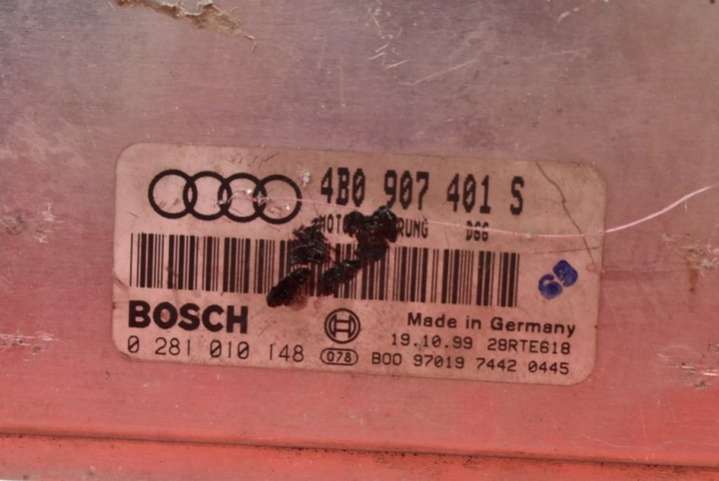 4B0 907 401 S
D66
BOSCH
Made in Germany
19.10.99 28RTE618
0 281 010 148 078 B00 97019 7442 0445